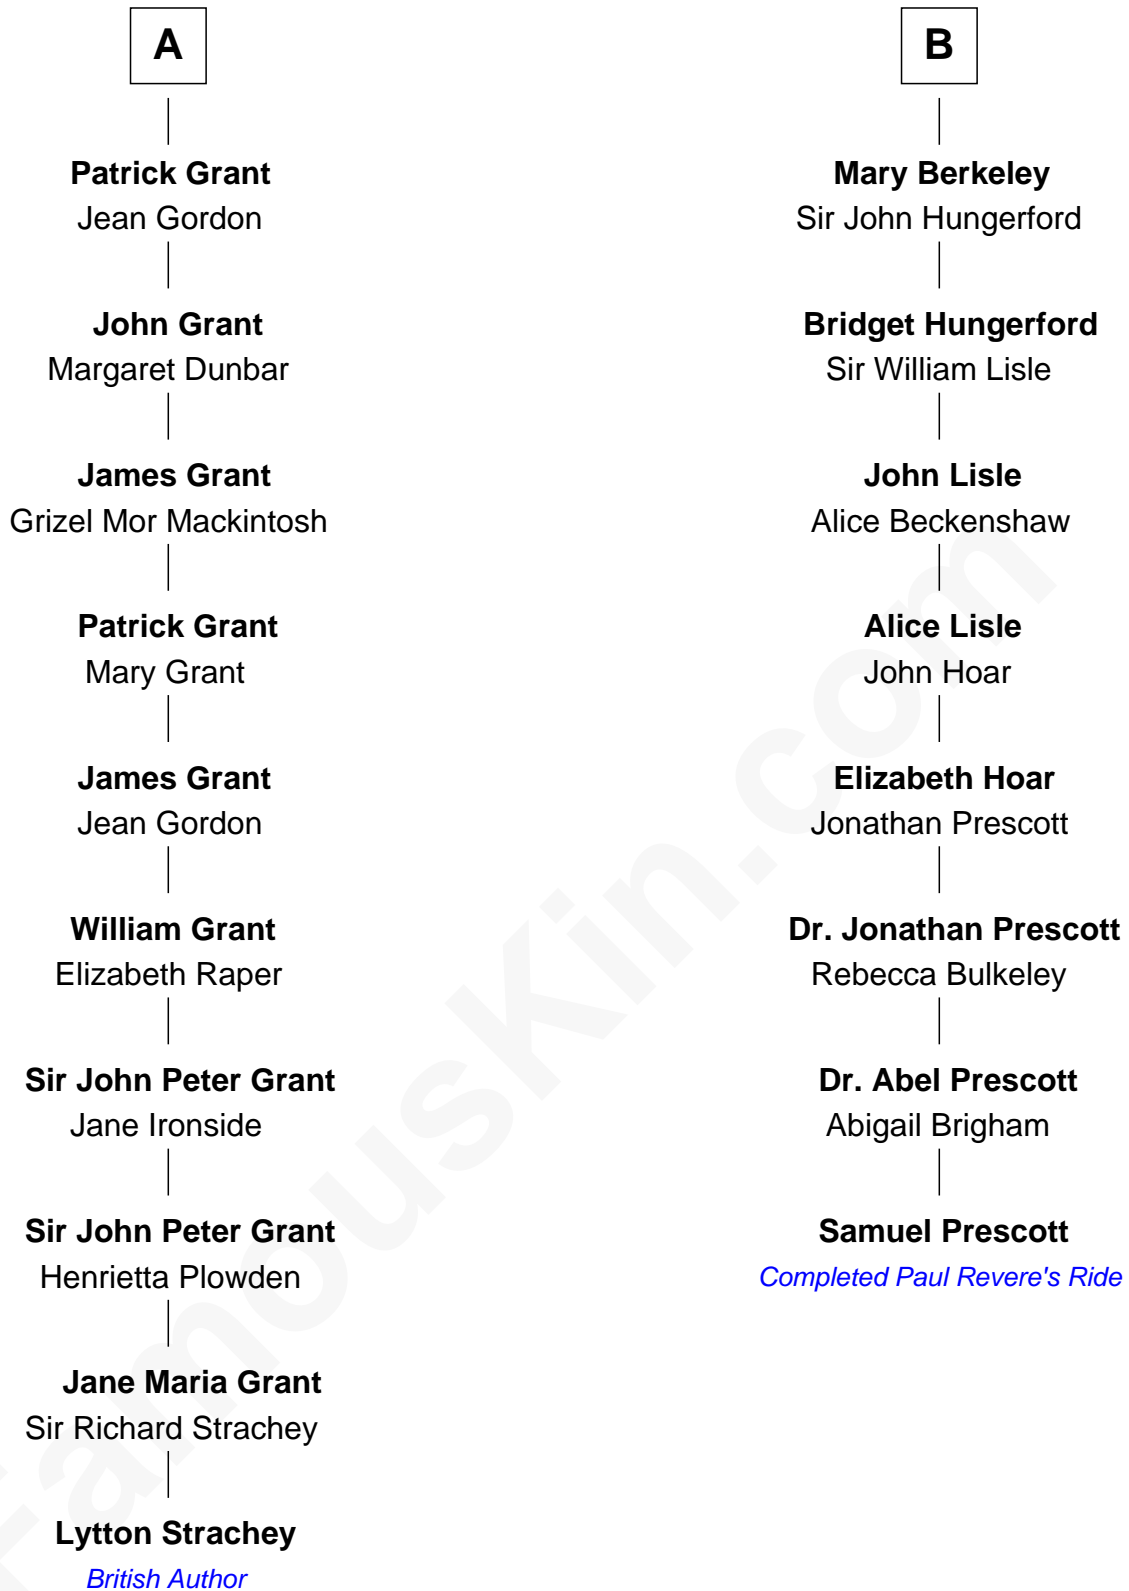 A
Patrick Grant
Jean Gordon
John Grant
Margaret Dunbar
James Grant
Grizel Mor Mackintosh
Patrick Grant
Mary Grant
James Grant
Jean Gordon
William Grant
Elizabeth Raper
Sir John Peter Grant
Jane Ironside
Sir John Peter Grant
Henrietta Plowden
Jane Maria Grant
Sir Richard Strachey
Lytton Strachey
British Author
B
Mary Berkeley
Sir John Hungerford
Bridget Hungerford
Sir William Lisle
John Lisle
Alice Beckenshaw
Alice Lisle
John Hoar
Elizabeth Hoar
Jonathan Prescott
Dr. Jonathan Prescott
Rebecca Bulkeley
Dr. Abel Prescott
Abigail Brigham
Samuel Prescott
Completed Paul Revere's Ride
FamousKin.com